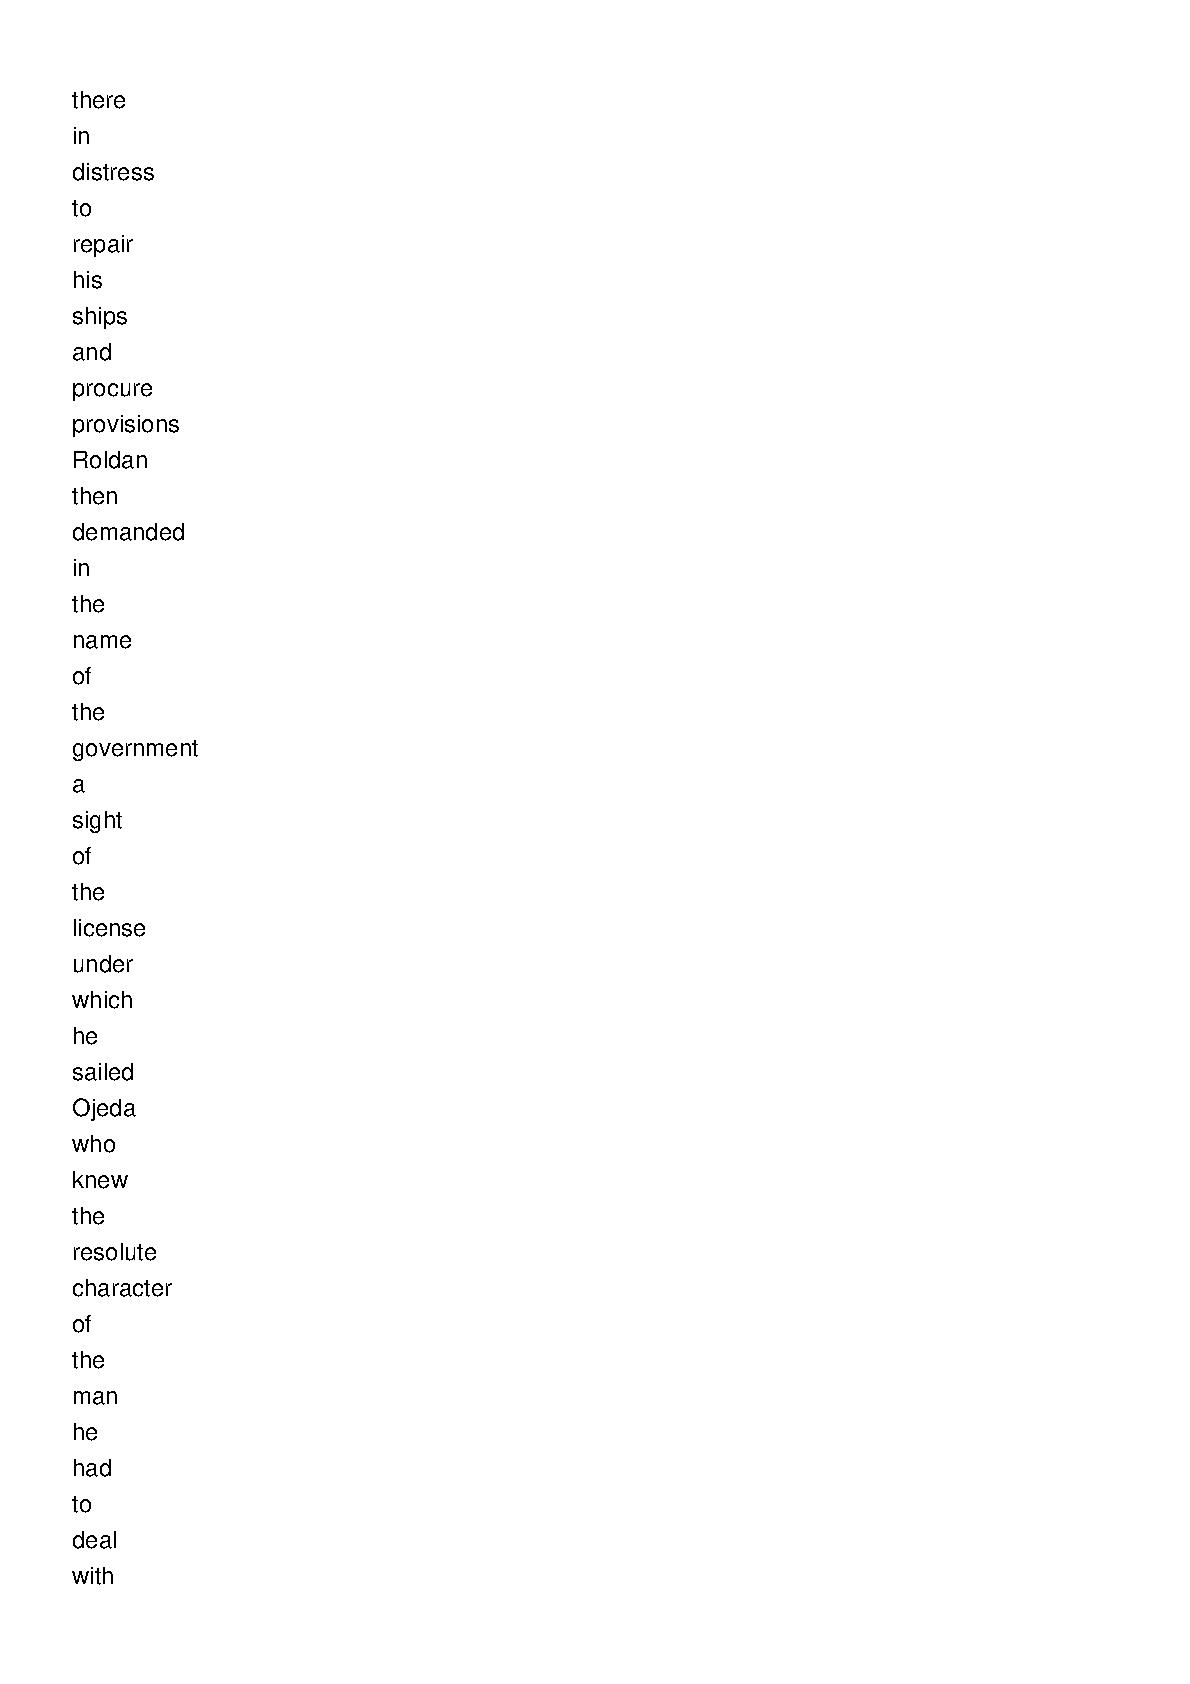 there
in
distress
to
repair
his
ships
and
procure
provisions
Roldan
then
demanded
in
the
name
of
the
government
a
sight
of
the
license
under
which
he
sailed
Ojeda
who
knew
the
resolute
character
of
the
man
he
had
to
deal
with